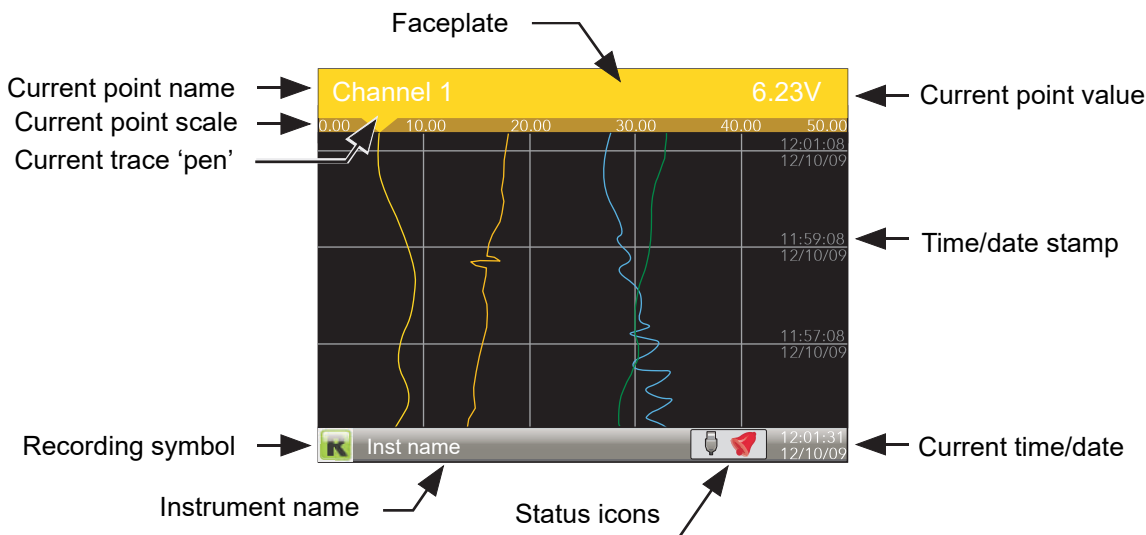 Faceplate
Current point name
Channel 1
6.23V
Current point value
Current point scale
0.00 10.00 20.00 30.00 40.00 50.00
Current trace ‘pen’
12:01:08
12/10/09
11:59:08
12/10/09
Time/date stamp
11:57:08
12/10/09
Recording symbol
Inst name
12:01:31
12/10/09
Current time/date
Instrument name
Status icons